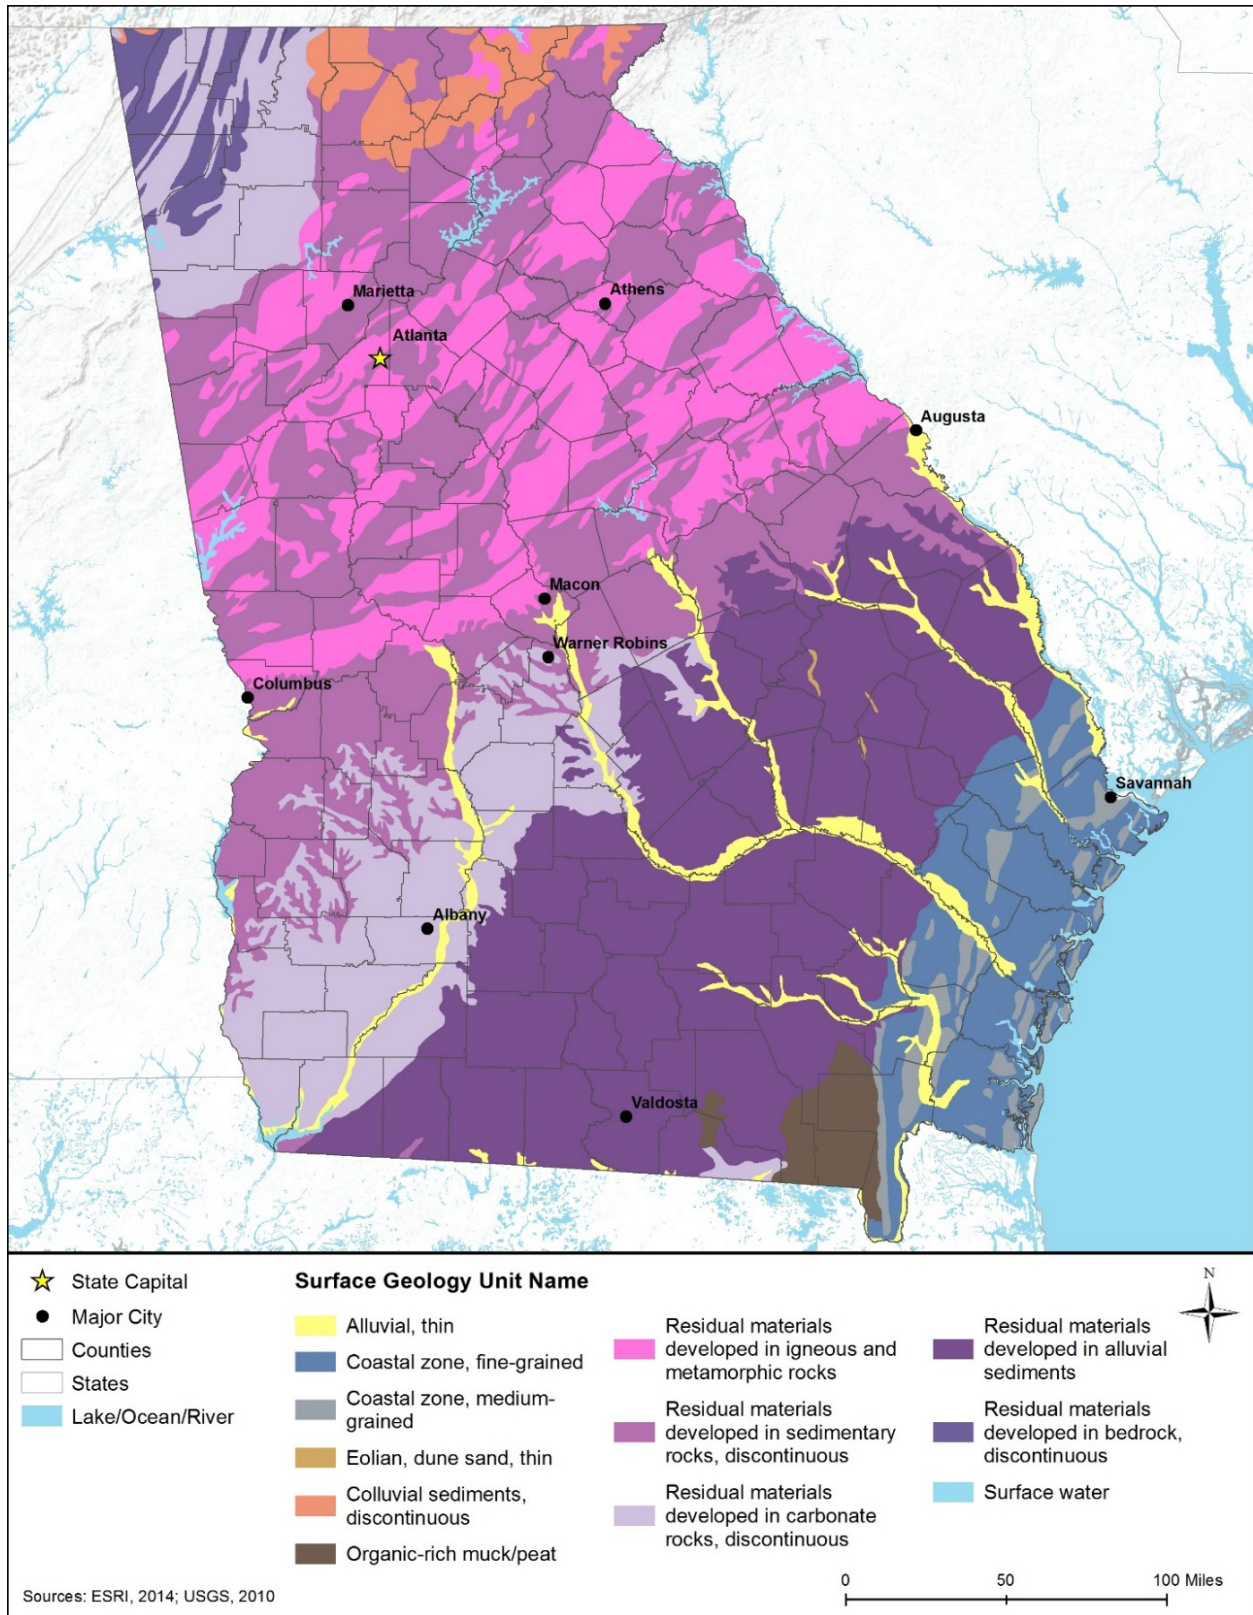 Marietta
Athens
Atlanta
Augusta
Macon
Warner Robins
Columbus
Savannah
Albany
Valdosta
State Capital
Major City
Counties
States
Lake/Ocean/River
Surface Geology Unit Name
Alluvial, thin
Coastal zone, fine-grained
Coastal zone, medium-
grained
Eolian, dune sand, thin
Colluvial sediments,
discontinuous
Organic-rich muck/peat
Residual materials
developed in igneous and
metamorphic rocks
Residual materials
developed in sedimentary
rocks, discontinuous
Residual materials
developed in carbonate
rocks, discontinuous
Residual materials
developed in alluvial
sediments
Residual materials
developed in bedrock,
discontinuous
Surface water
N
0 50 100 Miles
Sources: ESRI, 2014; USGS, 2010